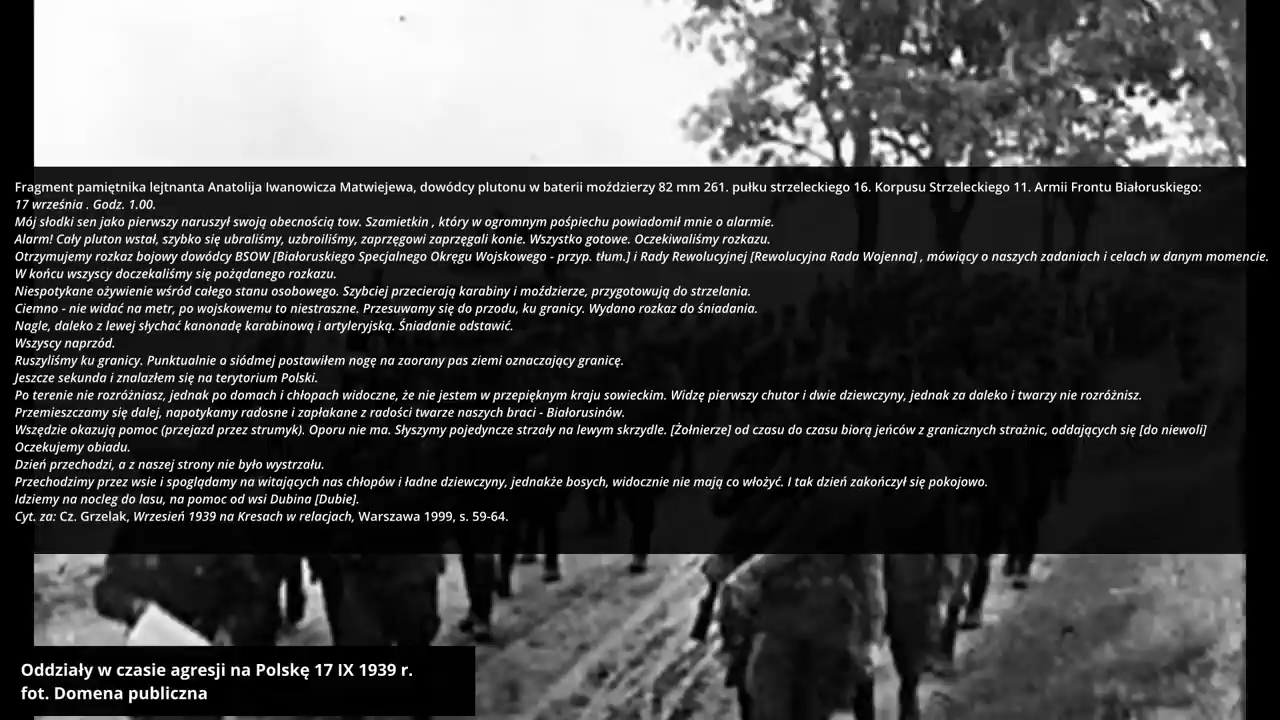 Fragment pamiętnika lejtnanta Anatolija Iwanowicza Matwiejewa, dowódcy plutonu w baterii moździerzy 82 mm 261. pułku strzeleckiego 16. Korpusu Strzeleckiego 11. Armii Frontu Białoruskiego:
17 września . Godz. 1.00.
Mój słodki sen jako pierwszy naruszył swoją obecnością tow. Szamietkin , który w ogromnym pośpiechu powiadomił mnie o alarmie.
Alarm! Cały pluton wstał, szybko się ubraliśmy, uzbroiliśmy, zaprzęgowi zaprzęgali konie. Wszystko gotowe. Oczekiwaliśmy rozkazu.
Otrzymujemy rozkaz bojowy dowódcy BSOW [Białoruskiego Specjalnego Okręgu Wojskowego - przyp. tłum.] i Rady Rewolucyjnej [Rewolucyjna Rada Wojenna] , mówiący o naszych zadaniach i celach w danym momencie.
W końcu wszyscy doczekaliśmy się pożądanego rozkazu.
Niespotykane ożywienie wśród całego stanu osobowego. Szybciej przecierają karabiny i moździerze, przygotowują do strzelania.
Ciemno - nie widać na metr, po wojskowemu to niestraszne. Przesuwamy się do przodu, ku granicy. Wydano rozkaz do śniadania.
Nagle, daleko z lewej słychać kanonadę karabinową i artyleryjską. Śniadanie odstawić.
Wszyscy naprzód.
Ruszyliśmy ku granicy. Punktualnie o siódmej postawiłem nogę na zaorany pas ziemi oznaczający granicę.
Jeszcze sekunda i znalazłem się na terytorium Polski.
Po terenie nie rozróżniasz, jednak po domach i chłopach widoczne, że nie jestem w przepięknym kraju sowieckim. Widzę pierwszy chutor i dwie dziewczyny, jednak za daleko i twarzy nie rozróżnisz.
Przemieszczamy się dalej, napotykamy radosne i zapłakane z radości twarze naszych braci - Białorusinów.
Wszędzie okazują pomoc (przejazd przez strumyk). Oporu nie ma. Słyszymy pojedyncze strzały na lewym skrzydle. [Żołnierze] od czasu do czasu biorą jeńców z granicznych strażnic, oddających się [do niewoli]
Oczekujemy obiadu.
Dzień przechodzi, a z naszej strony nie było wystrzału.
Przechodzimy przez wsie i spoglądamy na witających nas chłopów i ładne dziewczyny, jednakże bosych, widocznie nie mają co włożyć. I tak dzień zakończył się pokojowo.
Idziemy na nocleg do lasu, na pomoc od wsi Dubina [Dubie].
Cyt. za: Cz. Grzelak, Wrzesień 1939 na Kresach w relacjach, Warszawa 1999, s. 59-64.
Oddziały w czasie agresji na Polskę 17 IX 1939 r.
fot. Domena publiczna